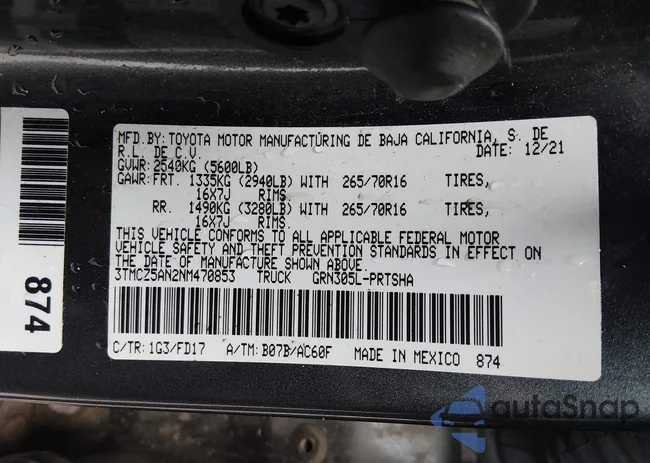 MFD.BY: TOYOTA MOTOR MANUFACTURING DE BAJA CALIFORNIA, S. DE
R.L. DE C.V. DATE: 12/21
GVWR: 2540KG (5600LB)
GAWR: FRT. 1335KG (2940LB) WITH 265/70R16 TIRES,
16X7J RIMS.
RR. 1490KG (3280LB) WITH 265/70R16 TIRES,
16X7J RIMS.
THIS VEHICLE CONFORMS TO ALL APPLICABLE FEDERAL MOTOR
VEHICLE SAFETY AND THEFT PREVENTION STANDARDS IN EFFECT ON
THE DATE OF MANUFACTURE SHOWN ABOVE.
3TMCZ5AN2NM470853 TRUCK GRN305L-PRTSHA
C/TR: 1G3/FD17 A/TM: B07B/AC60F MADE IN MEXICO 874
874
autoSnap